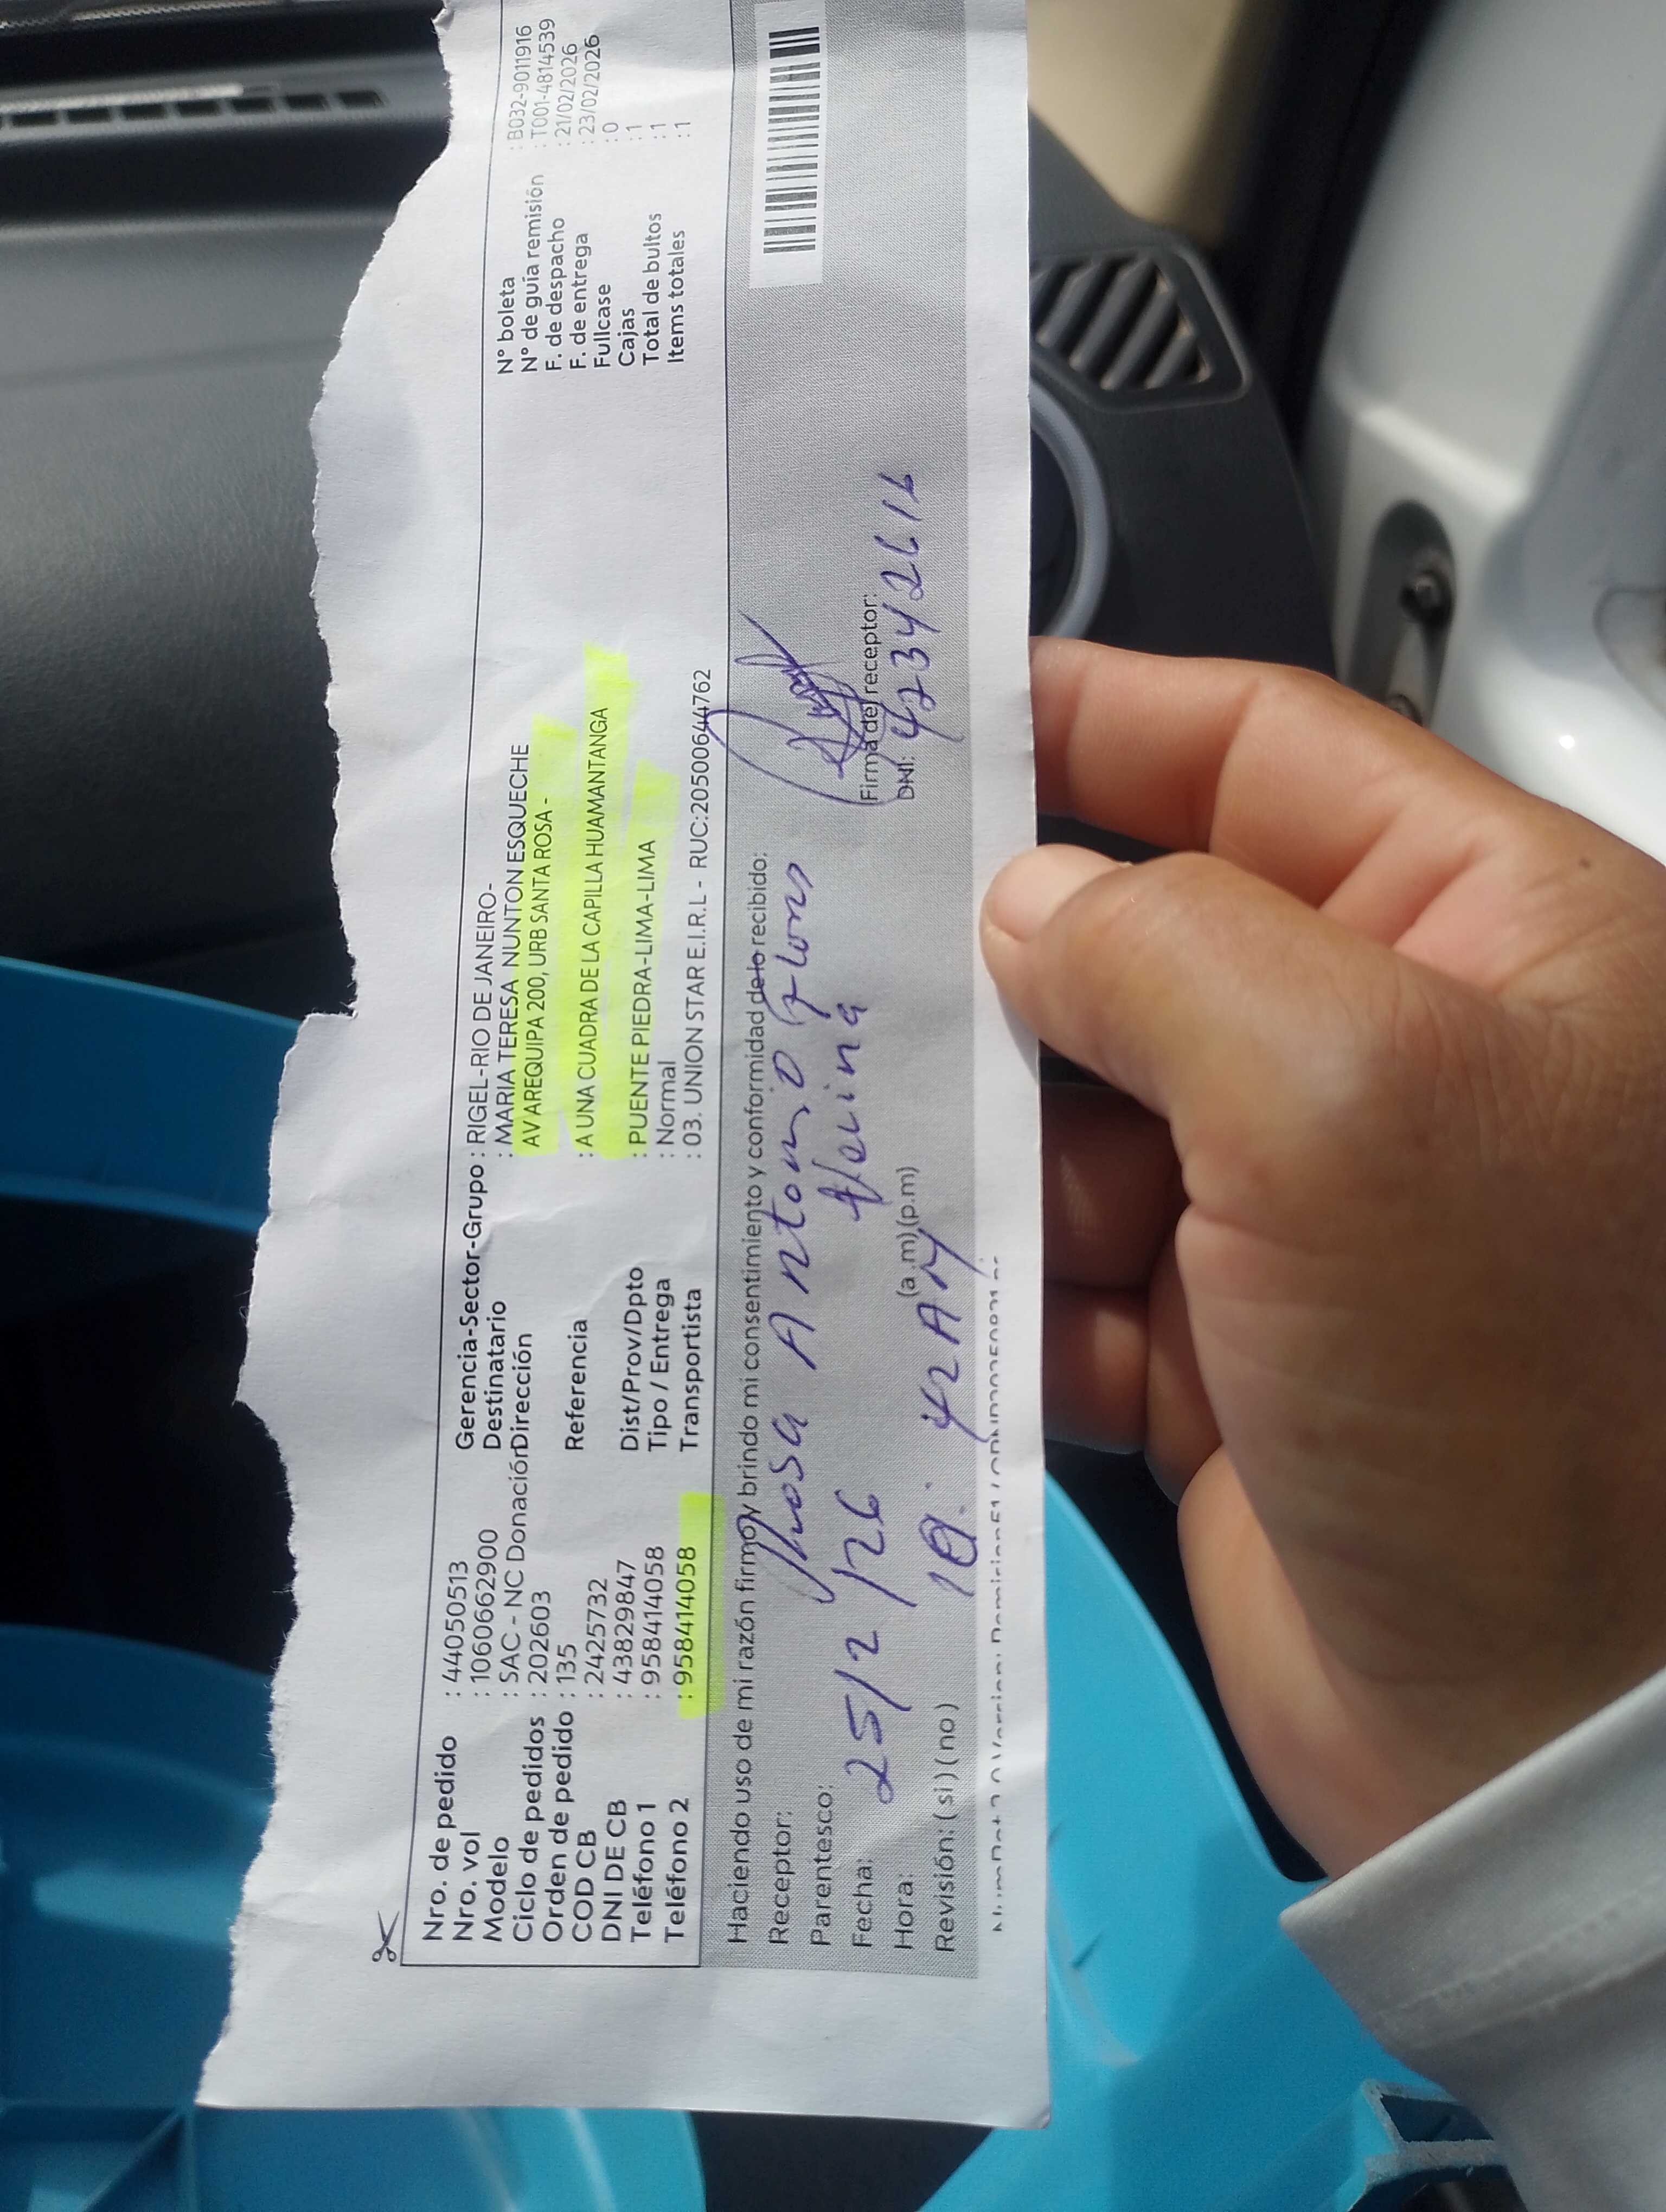 Nro. de pedido : 44050513
Nro. vol : 1060662900
Modelo : SAC - NC Donación
Ciclo de pedidos : 202603
Orden de pedido : 135
COD CB : 2425732
DNI DE CB : 43829847
Teléfono 1 : 958414058
Teléfono 2 : 958414058
Gerencia-Sector-Grupo : RIGEL-RIO DE JANEIRO-
Destinatario : MARIA TERESA NUNTON ESQUECHE
Dirección AV AREQUIPA 200, URB SANTA ROSA -
Referencia : A UNA CUADRA DE LA CAPILLA HUAMANTANGA
Dist/Prov/Dpto : PUENTE PIEDRA-LIMA-LIMA
Tipo / Entrega : Normal
Transportista : 03. UNION STAR E.I.R.L - RUC:20500644762
N° boleta : B032-9011916
N° de guía remisión : T001-4814539
F. de despacho : 21/02/2026
F. de entrega : 23/02/2026
Fullcase : 0
Cajas : 1
Total de bultos : 1
Items totales : 1
Haciendo uso de mi razón firmo y brindo mi consentimiento y conformidad de lo recibido:
Receptor: Rosa Antonio Flores
Parentesco: Vecina
Fecha: 25/2/26
Hora: 10:42 AM (a.m) (p.m)
Revisión: (si) (no)
Firma del receptor:
DNI: 42342616